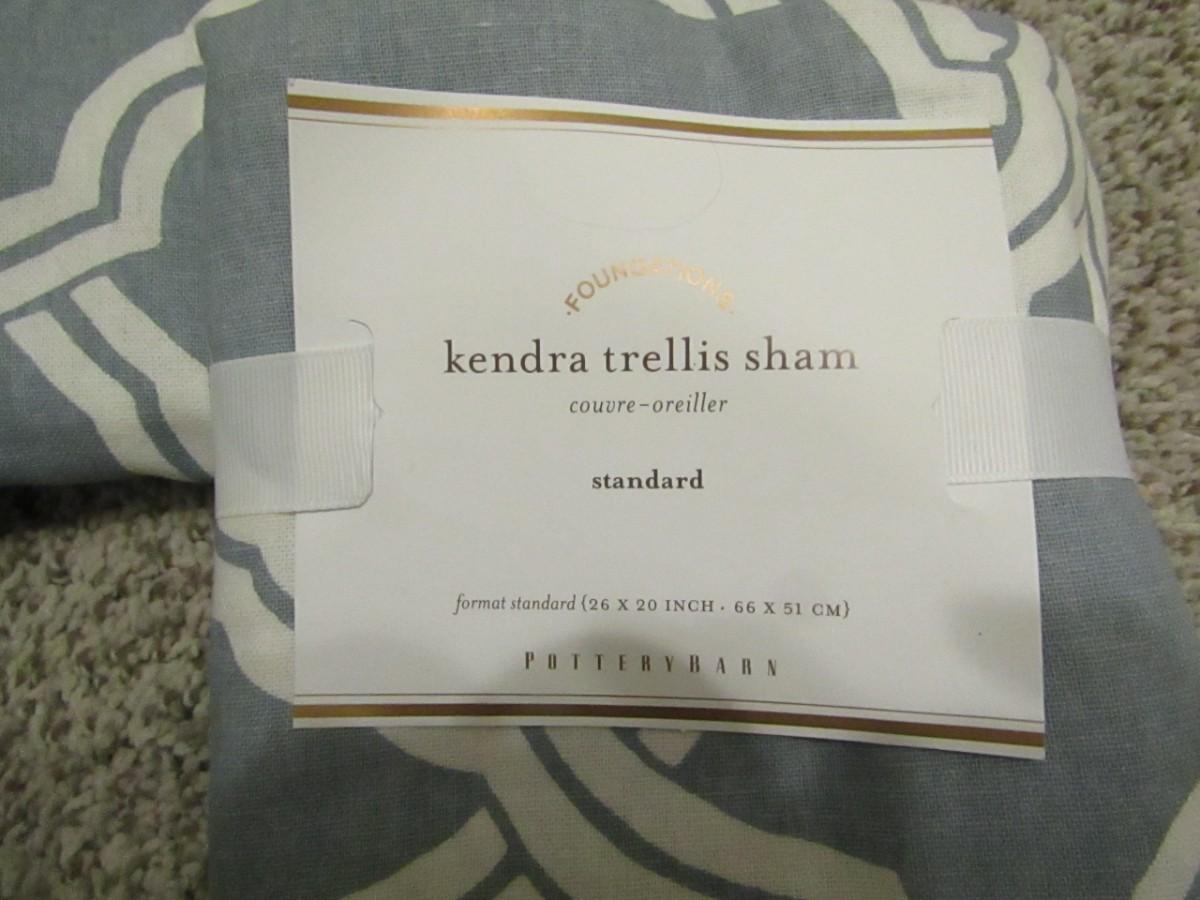 ·FOUNDATIONS·
kendra trellis sham
couvre-oreiller
standard
format standard {26 X 20 INCH · 66 X 51 CM}
POTTERYBARN